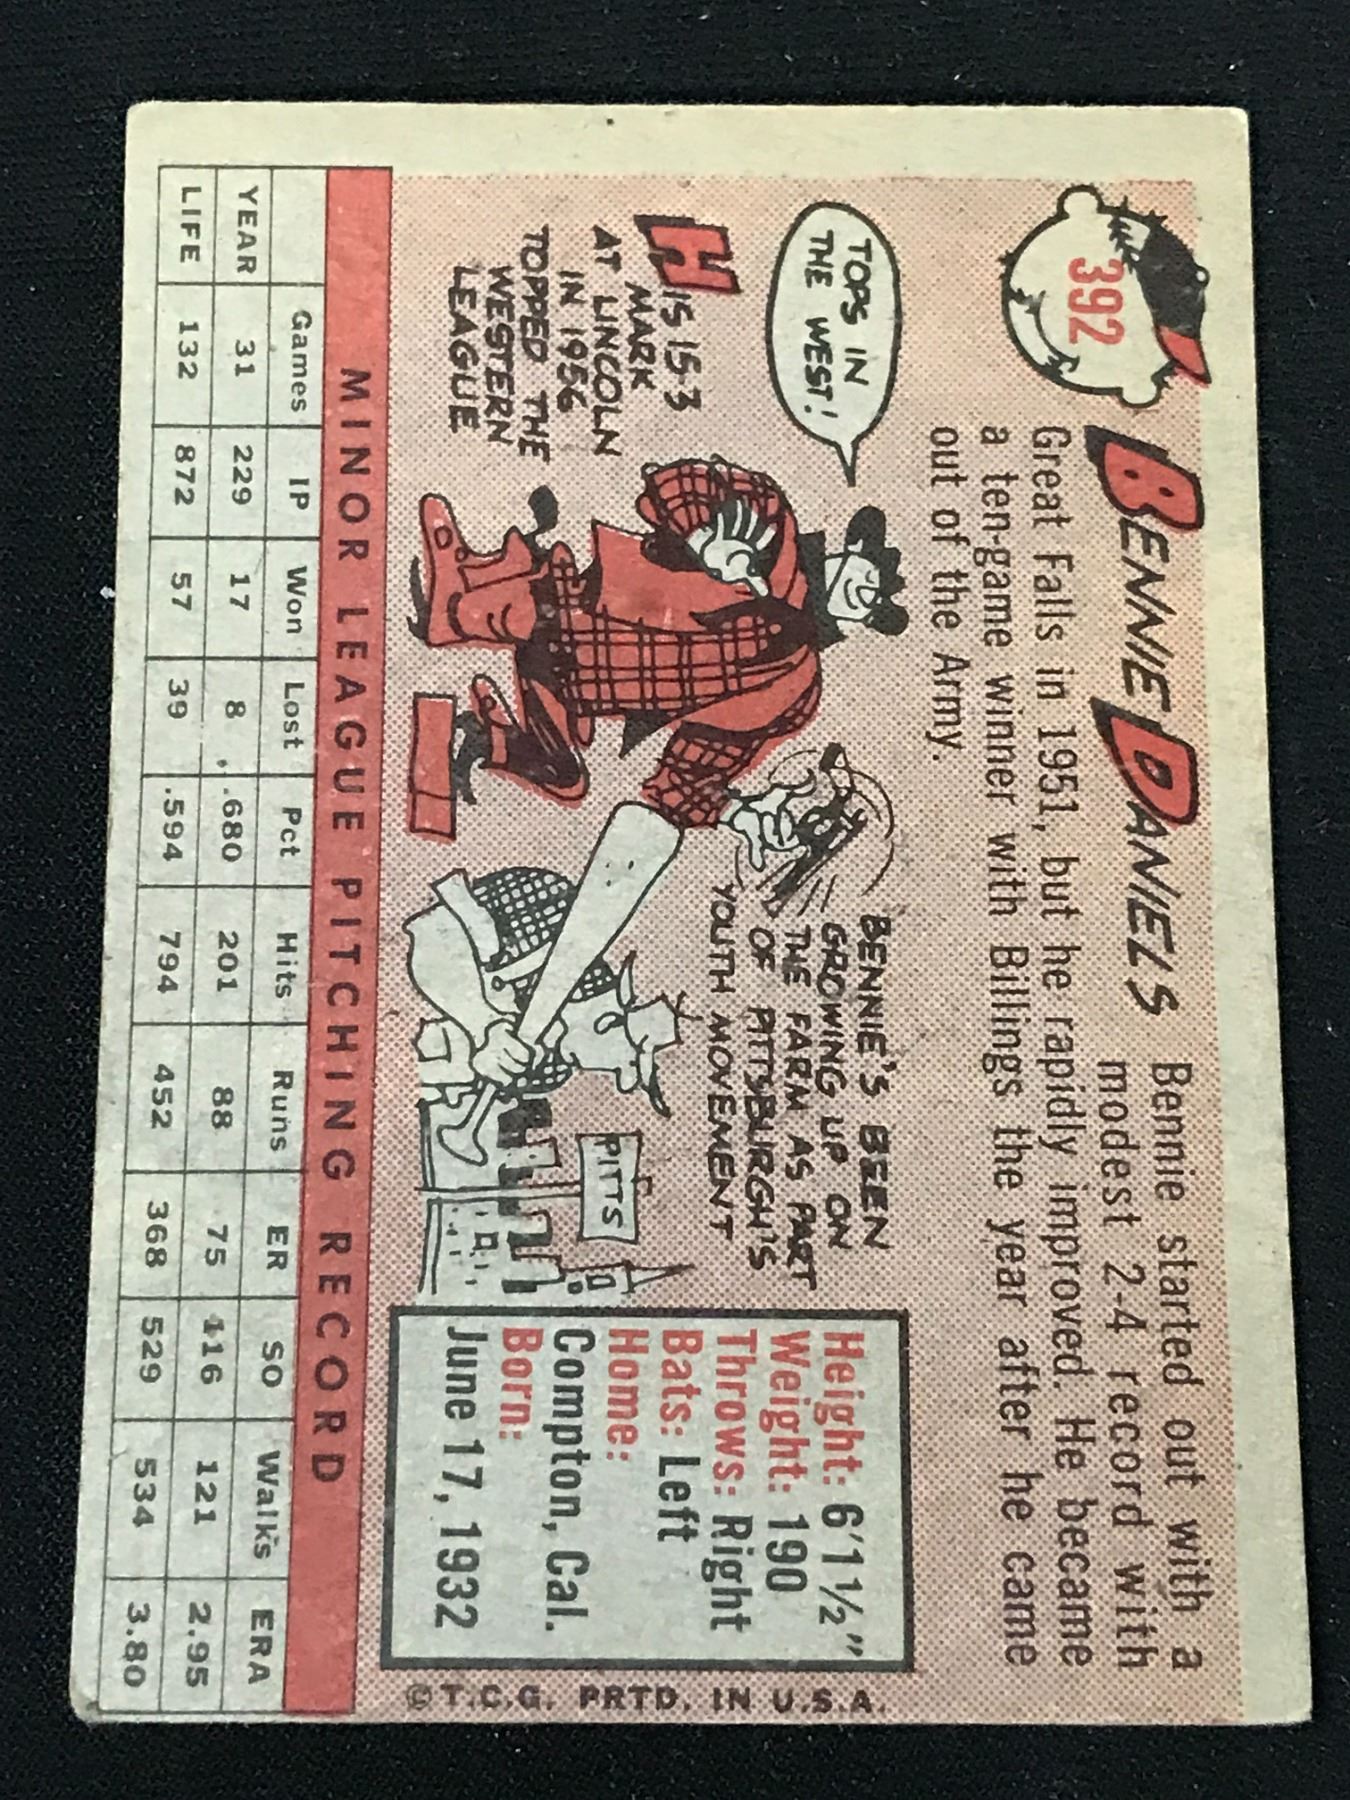 392
BENNIE DANIELS
Bennie started out with a
modest 2-4 record with
Great Falls in 1951, but he rapidly improved. He became
a ten-game winner with Billings the year after he came
out of the Army.
TOPS IN
THE WEST!
HIS 15-3
MARK
AT LINCOLN
IN 1956
TOPPED THE
WESTERN
LEAGUE
BENNIE'S BEEN
GROWING UP ON
THE FARM AS PART
OF PITTSBURGH'S
YOUTH MOVEMENT
PITTS
Height: 6'1½"
Weight: 190
Throws: Right
Bats: Left
Home:
Compton, Cal.
Born:
June 17, 1932
© T.C.G. PRTD. IN U.S.A.
MINOR LEAGUE PITCHING RECORD
Games IP Won Lost Pct Hits Runs ER SO Walks ERA
YEAR 31 229 17 8 .680 201 88 75 116 121 2.95
LIFE 132 872 57 39 .594 794 452 368 529 534 3.80